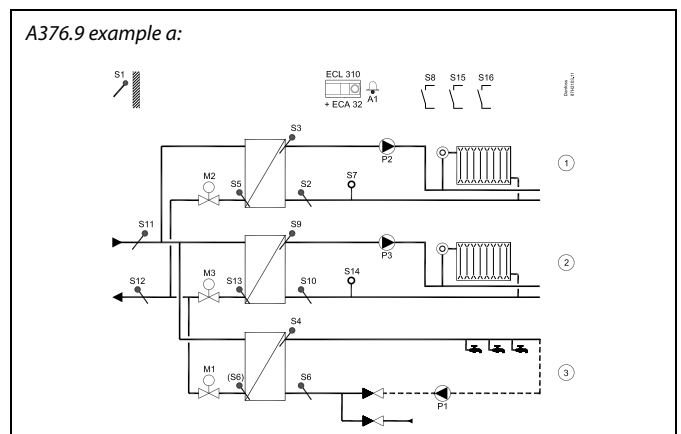 A376.9 example a:
S1
ECL 310
A1
+ ECA 32
S8 S15 S16
S3
P2
M2
S5
S2
S7
1
S11
S9
P3
S12
M3
S13
S10
S14
2
S4
M1
(S6)
S6
P1
3